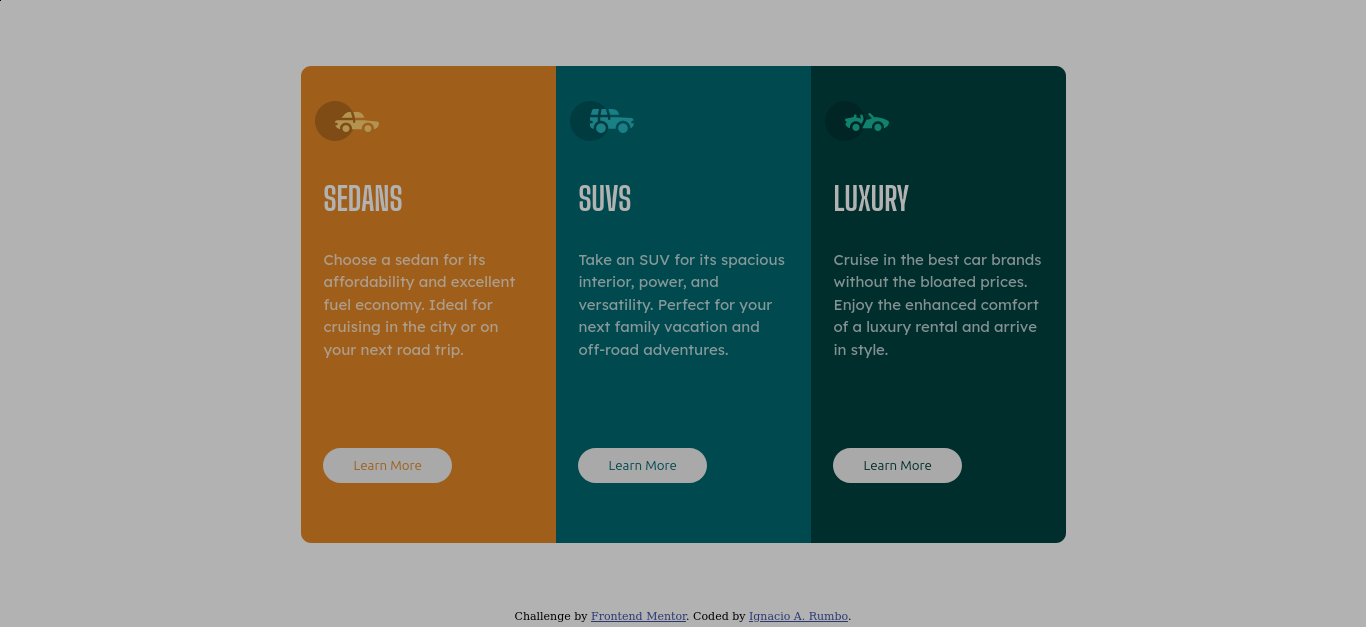 SEDANS
Choose a sedan for its
affordability and excellent
fuel economy. Ideal for
cruising in the city or on
your next road trip.
Learn More
SUVS
Take an SUV for its spacious
interior, power, and
versatility. Perfect for your
next family vacation and
off-road adventures.
Learn More
LUXURY
Cruise in the best car brands
without the bloated prices.
Enjoy the enhanced comfort
of a luxury rental and arrive
in style.
Learn More
Challenge by Frontend Mentor. Coded by Ignacio A. Rumbo.